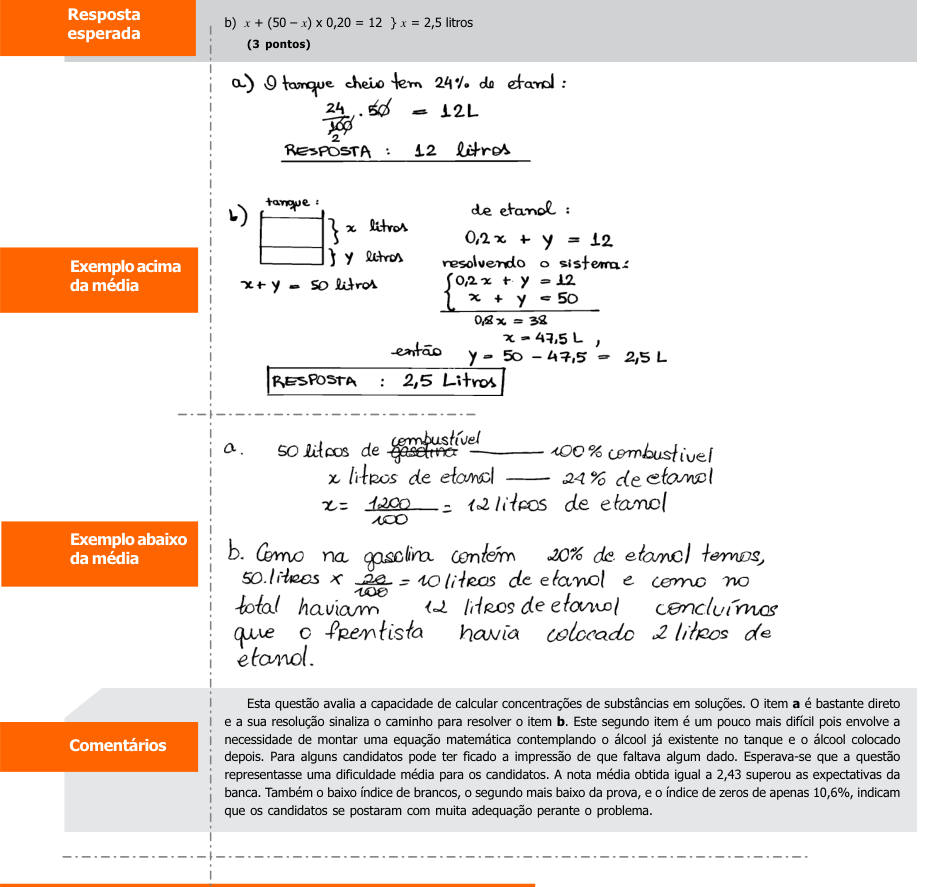 Resposta
esperada
b) x + (50 – x) x 0,20 = 12 } x = 2,5 litros
(3 pontos)
a) O tanque cheio tem 24% de etanol :
24/100 . 50 = 12L
2
RESPOSTA : 12 litros
Exemplo acima
da média
b) tanque :
} x litros
} y litros
x + y = 50 litros
de etanol :
0,2x + y = 12
resolvendo o sistema:
{ 0,2x + y = 12
x + y = 50
0,8x = 38
x = 47,5 L ,
então y = 50 – 47,5 = 2,5 L
RESPOSTA : 2,5 Litros
Exemplo abaixo
da média
a. 50 litros de gasolina combustível —— 100% combustivel
x litros de etanol —— 24% de etanol
x = 1200/100 = 12 litros de etanol
b. Como na gasolina contém 20% de etanol temos,
50.litros x 20/100 = 10 litros de etanol e como no
total haviam 12 litros de etanol concluímos
que o frentista havia colocado 2 litros de
etanol.
Comentários
Esta questão avalia a capacidade de calcular concentrações de substâncias em soluções. O item a é bastante direto
e a sua resolução sinaliza o caminho para resolver o item b. Este segundo item é um pouco mais difícil pois envolve a
necessidade de montar uma equação matemática contemplando o álcool já existente no tanque e o álcool colocado
depois. Para alguns candidatos pode ter ficado a impressão de que faltava algum dado. Esperava-se que a questão
representasse uma dificuldade média para os candidatos. A nota média obtida igual a 2,43 superou as expectativas da
banca. Também o baixo índice de brancos, o segundo mais baixo da prova, e o índice de zeros de apenas 10,6%, indicam
que os candidatos se postaram com muita adequação perante o problema.